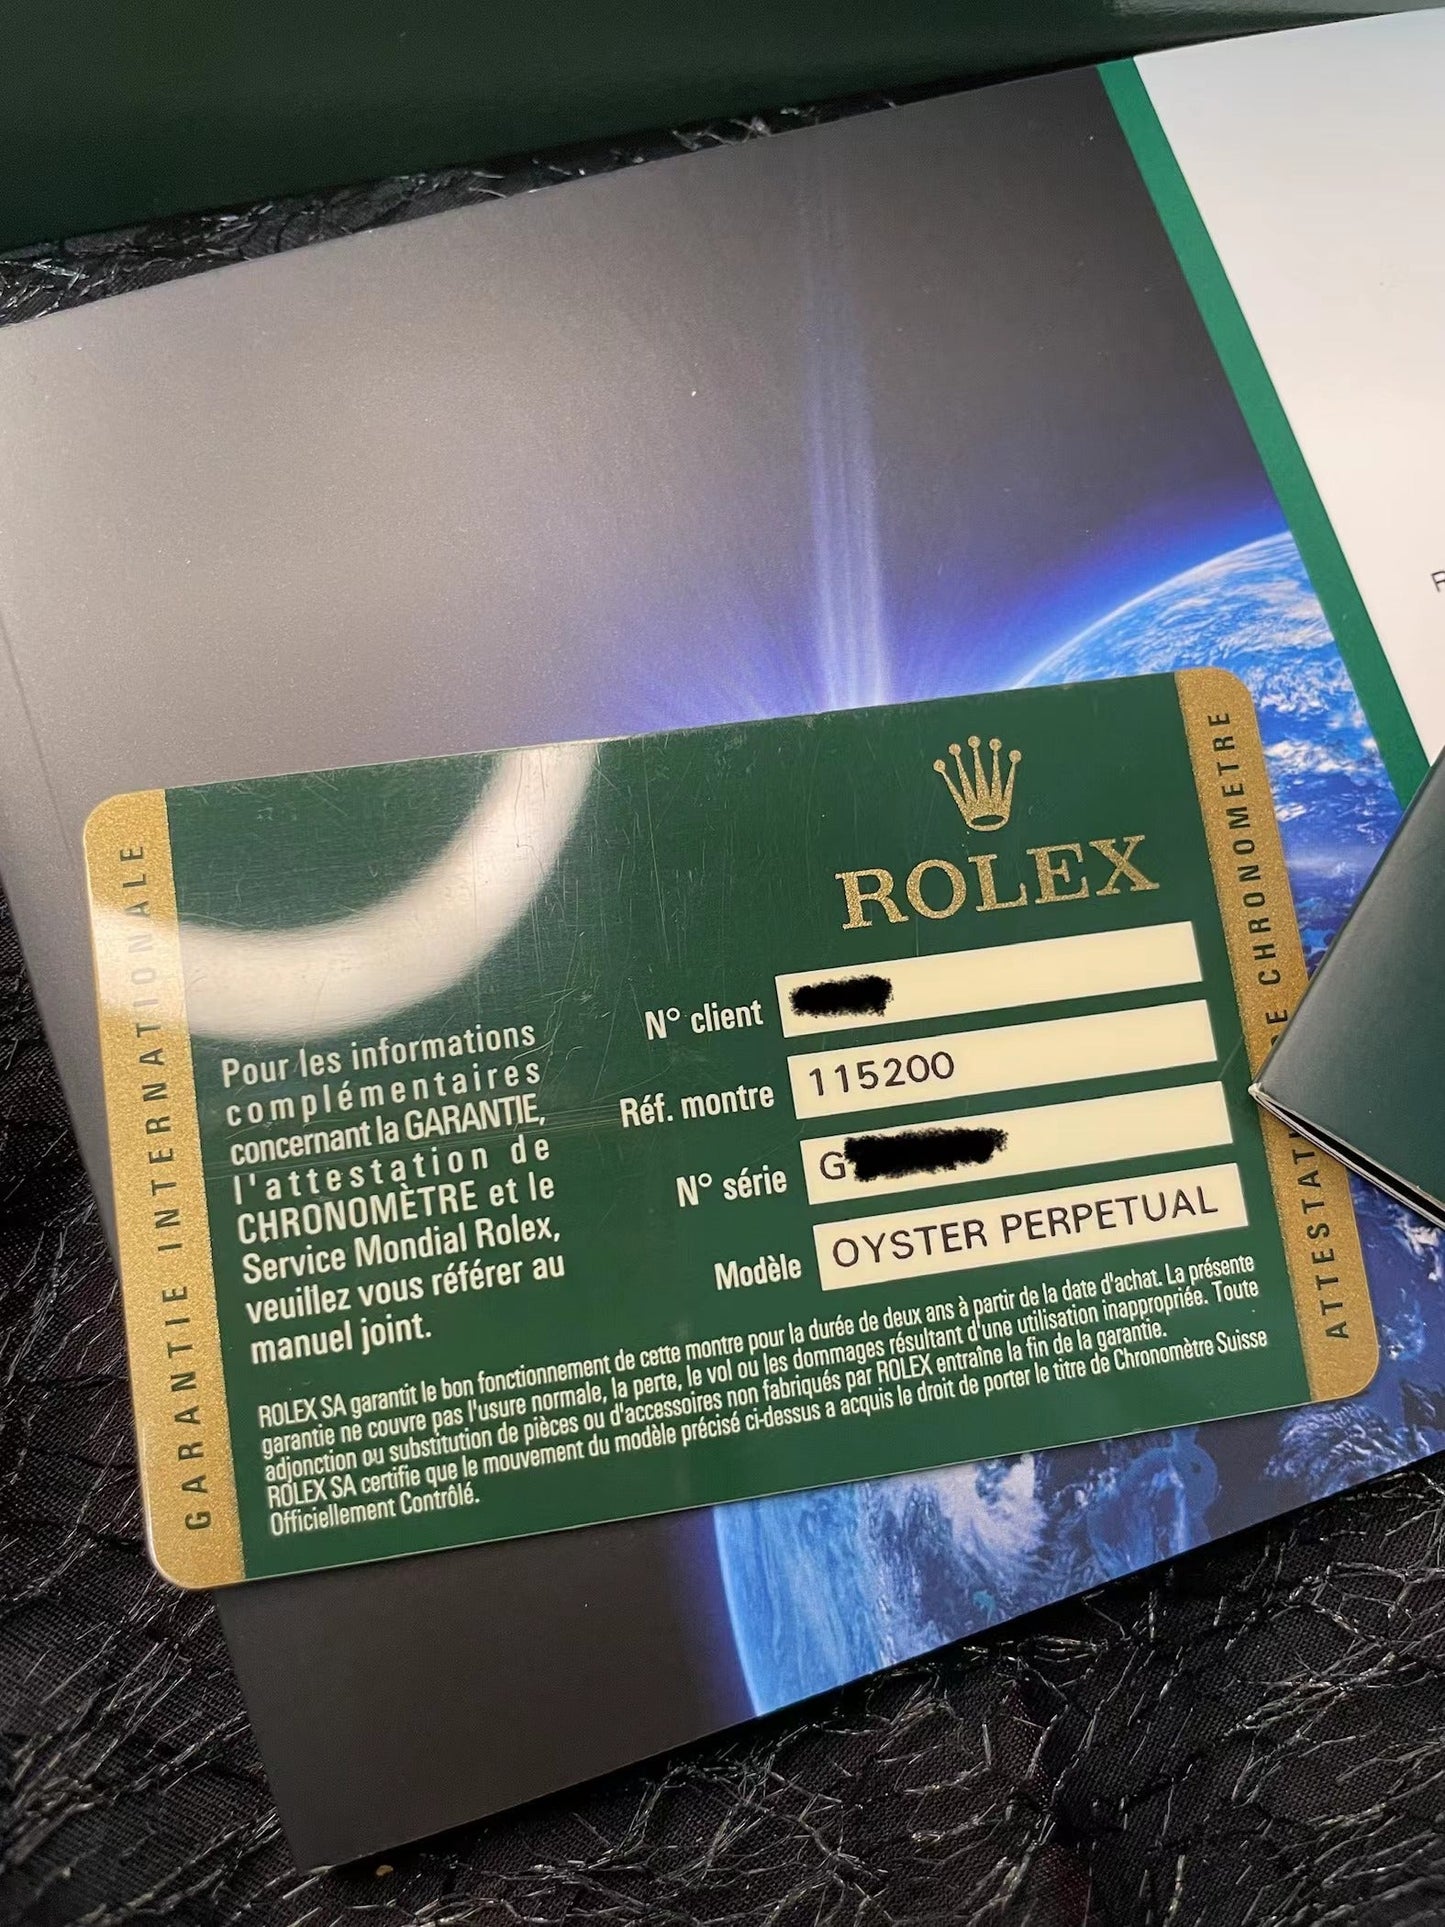 ROLEX
GARANTIE INTERNATIONALE
Pour les informations
complémentaires
concernant la GARANTIE,
l'attestation de
CHRONOMÈTRE et le
Service Mondial Rolex,
veuillez vous référer au
manuel joint.
N° client
Réf. montre 115200
N° série G
Modèle OYSTER PERPETUAL
ROLEX SA garantit le bon fonctionnement de cette montre pour la durée de deux ans à partir de la date d'achat. La présente
garantie ne couvre pas l'usure normale, la perte, le vol ou les dommages résultant d'une utilisation inappropriée. Toute
adjonction ou substitution de pièces ou d'accessoires non fabriqués par ROLEX entraîne la fin de la garantie.
ROLEX SA certifie que le mouvement du modèle précisé ci-dessus a acquis le droit de porter le titre de Chronomètre Suisse
Officiellement Contrôlé.
CHRONOMETRE